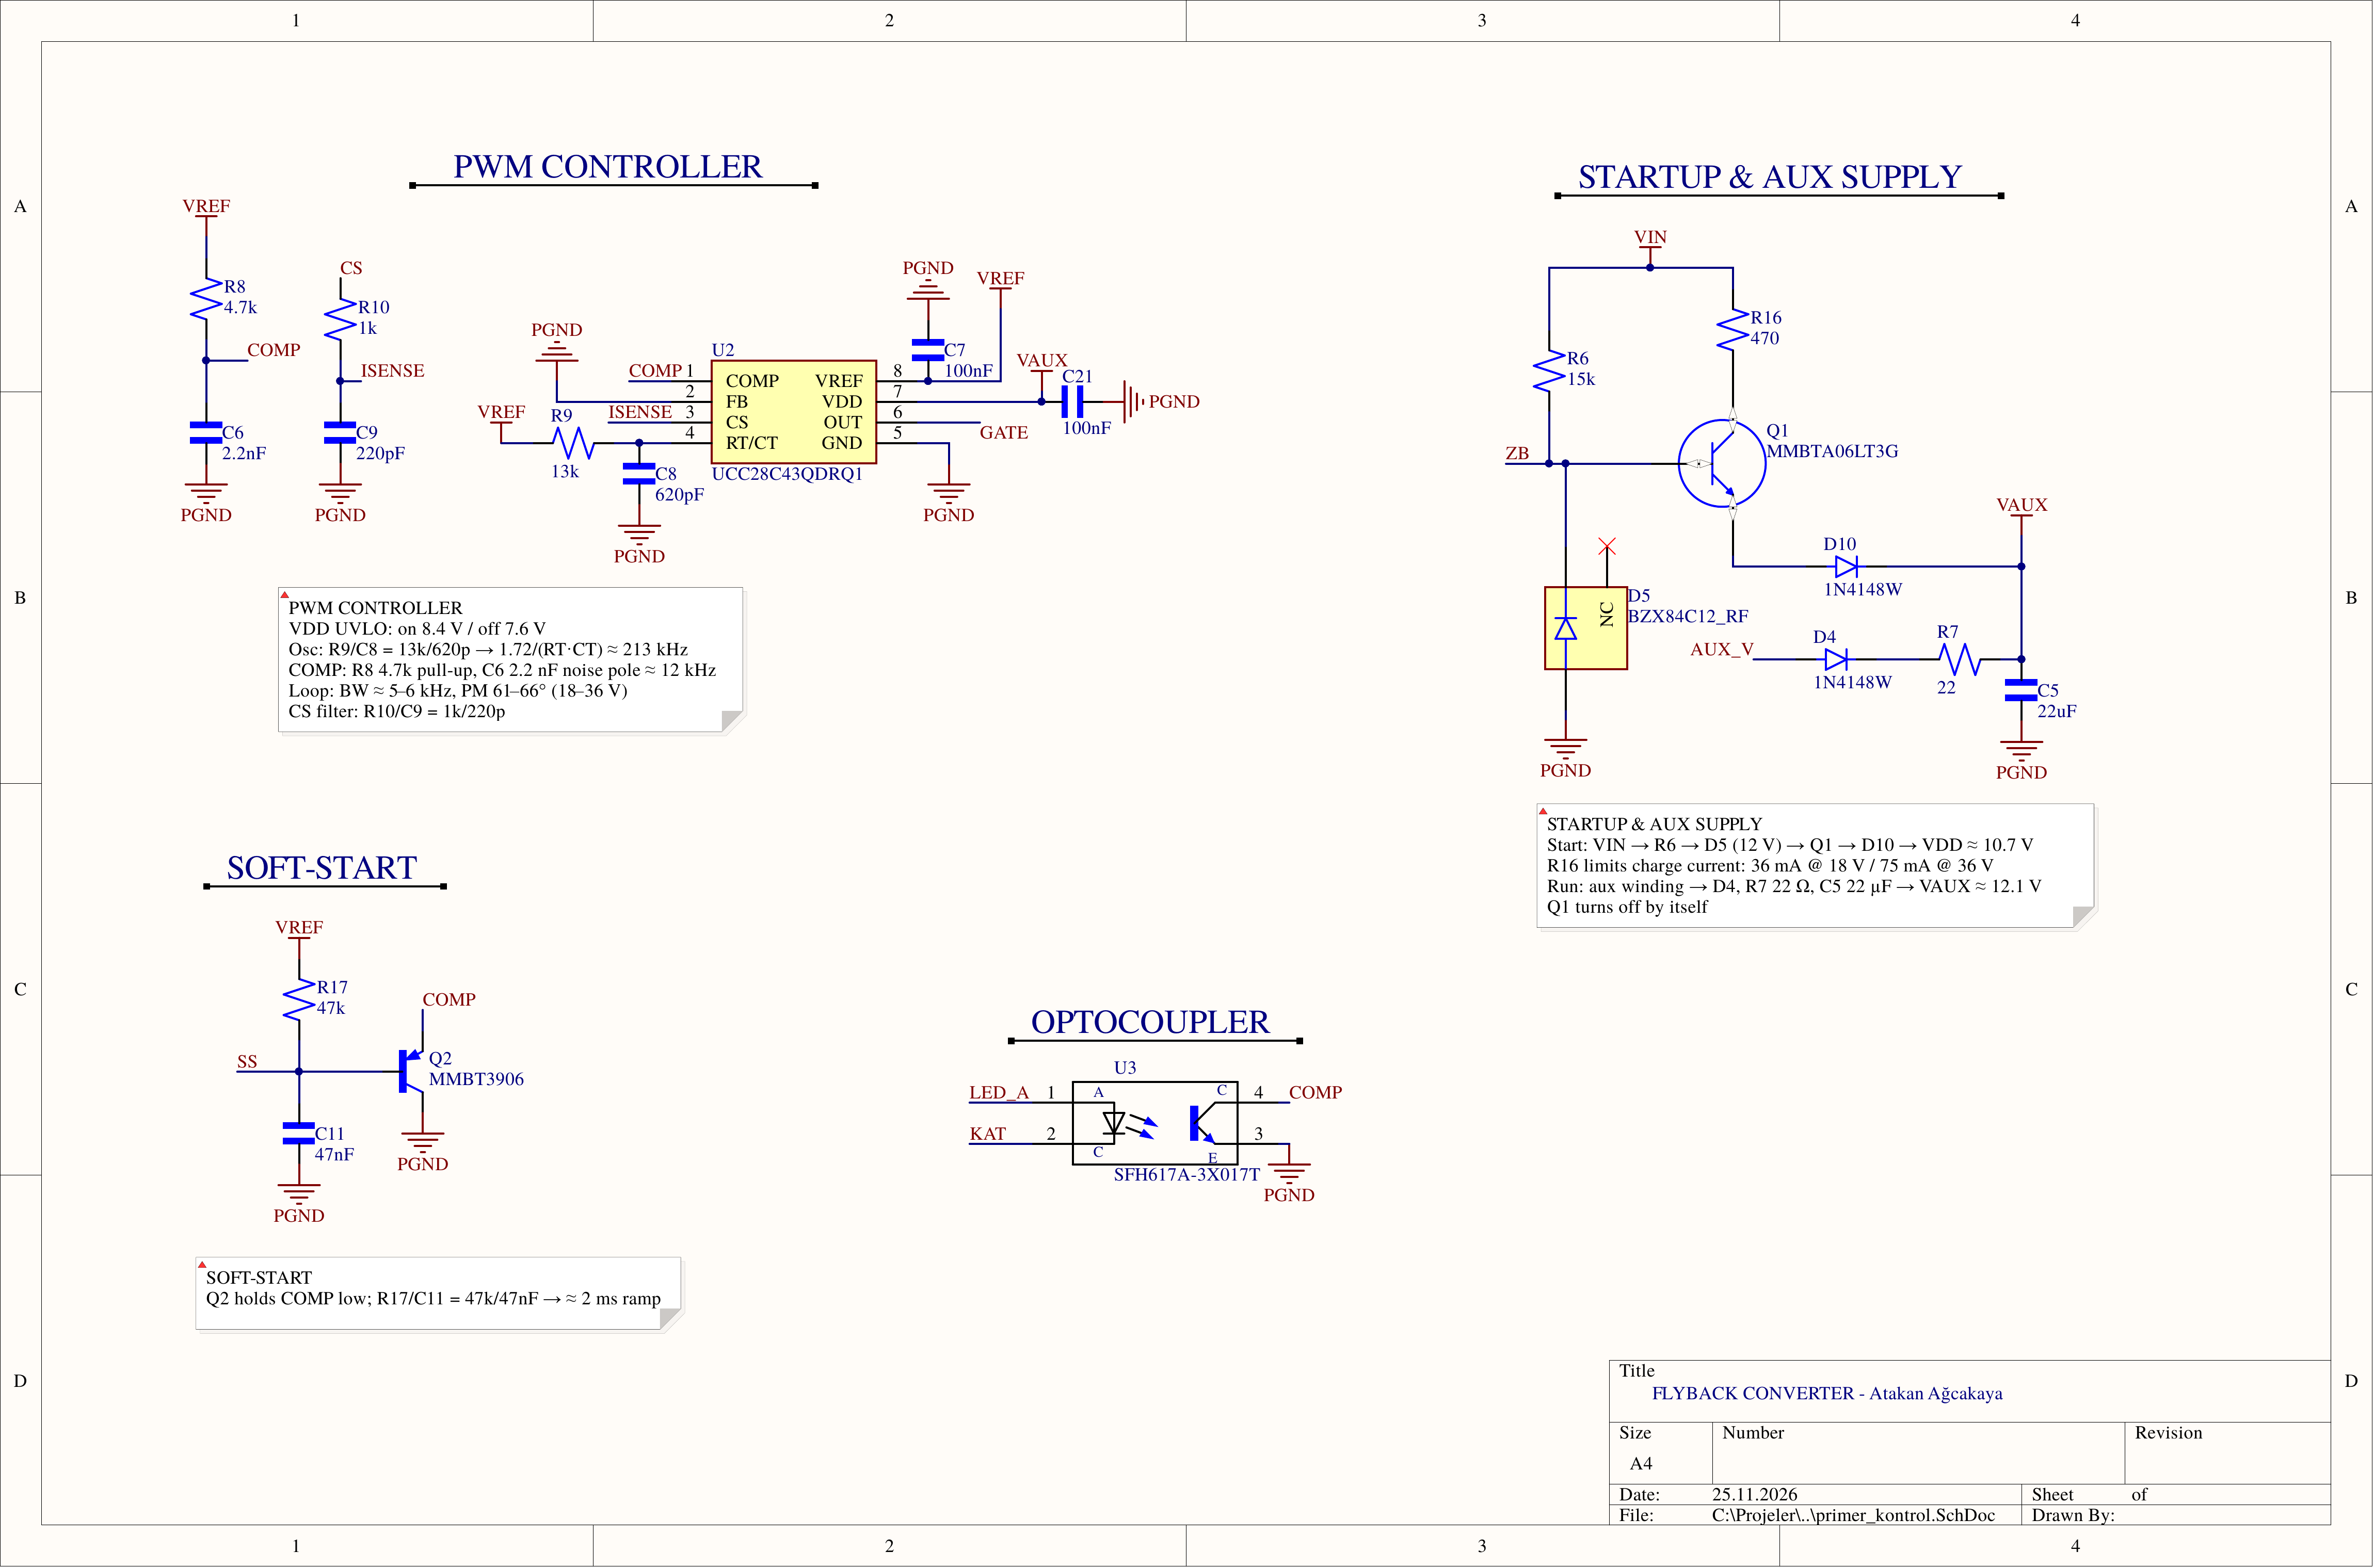 1
2
3
4
A
A
PWM CONTROLLER
STARTUP & AUX SUPPLY
VREF
R8
4.7k
COMP
C6
2.2nF
PGND
CS
R10
1k
ISENSE
C9
220pF
PGND
PGND
VREF
R9
13k
C8
620pF
PGND
COMP
ISENSE
U2
1
2
3
4
COMP
FB
CS
RT/CT
VREF
VDD
OUT
GND
8
7
6
5
UCC28C43QDRQ1
PGND
C7
100nF
VREF
VAUX
C21
100nF
PGND
GATE
PGND
VIN
R6
15k
R16
470
ZB
Q1
MMBTA06LT3G
NC
D5
BZX84C12_RF
PGND
D10
1N4148W
VAUX
AUX_V
D4
1N4148W
R7
22
C5
22uF
PGND
B
B
PWM CONTROLLER
VDD UVLO: on 8.4 V / off 7.6 V
Osc: R9/C8 = 13k/620p → 1.72/(RT·CT) ≈ 213 kHz
COMP: R8 4.7k pull-up, C6 2.2 nF noise pole ≈ 12 kHz
Loop: BW ≈ 5–6 kHz, PM 61–66° (18–36 V)
CS filter: R10/C9 = 1k/220p
STARTUP & AUX SUPPLY
Start: VIN → R6 → D5 (12 V) → Q1 → D10 → VDD ≈ 10.7 V
R16 limits charge current: 36 mA @ 18 V / 75 mA @ 36 V
Run: aux winding → D4, R7 22 Ω, C5 22 µF → VAUX ≈ 12.1 V
Q1 turns off by itself
SOFT-START
VREF
R17
47k
SS
COMP
Q2
MMBT3906
C11
47nF
PGND
PGND
C
C
OPTOCOUPLER
U3
LED_A
KAT
1
2
A
C
C
E
4
3
COMP
SFH617A-3X017T
PGND
SOFT-START
Q2 holds COMP low; R17/C11 = 47k/47nF → ≈ 2 ms ramp
D
D
Title
FLYBACK CONVERTER - Atakan Ağcakaya
Size
A4
Number
Revision
Date:
25.11.2026
Sheet of
File:
C:\Projeler\..\primer_kontrol.SchDoc
Drawn By:
1
2
3
4